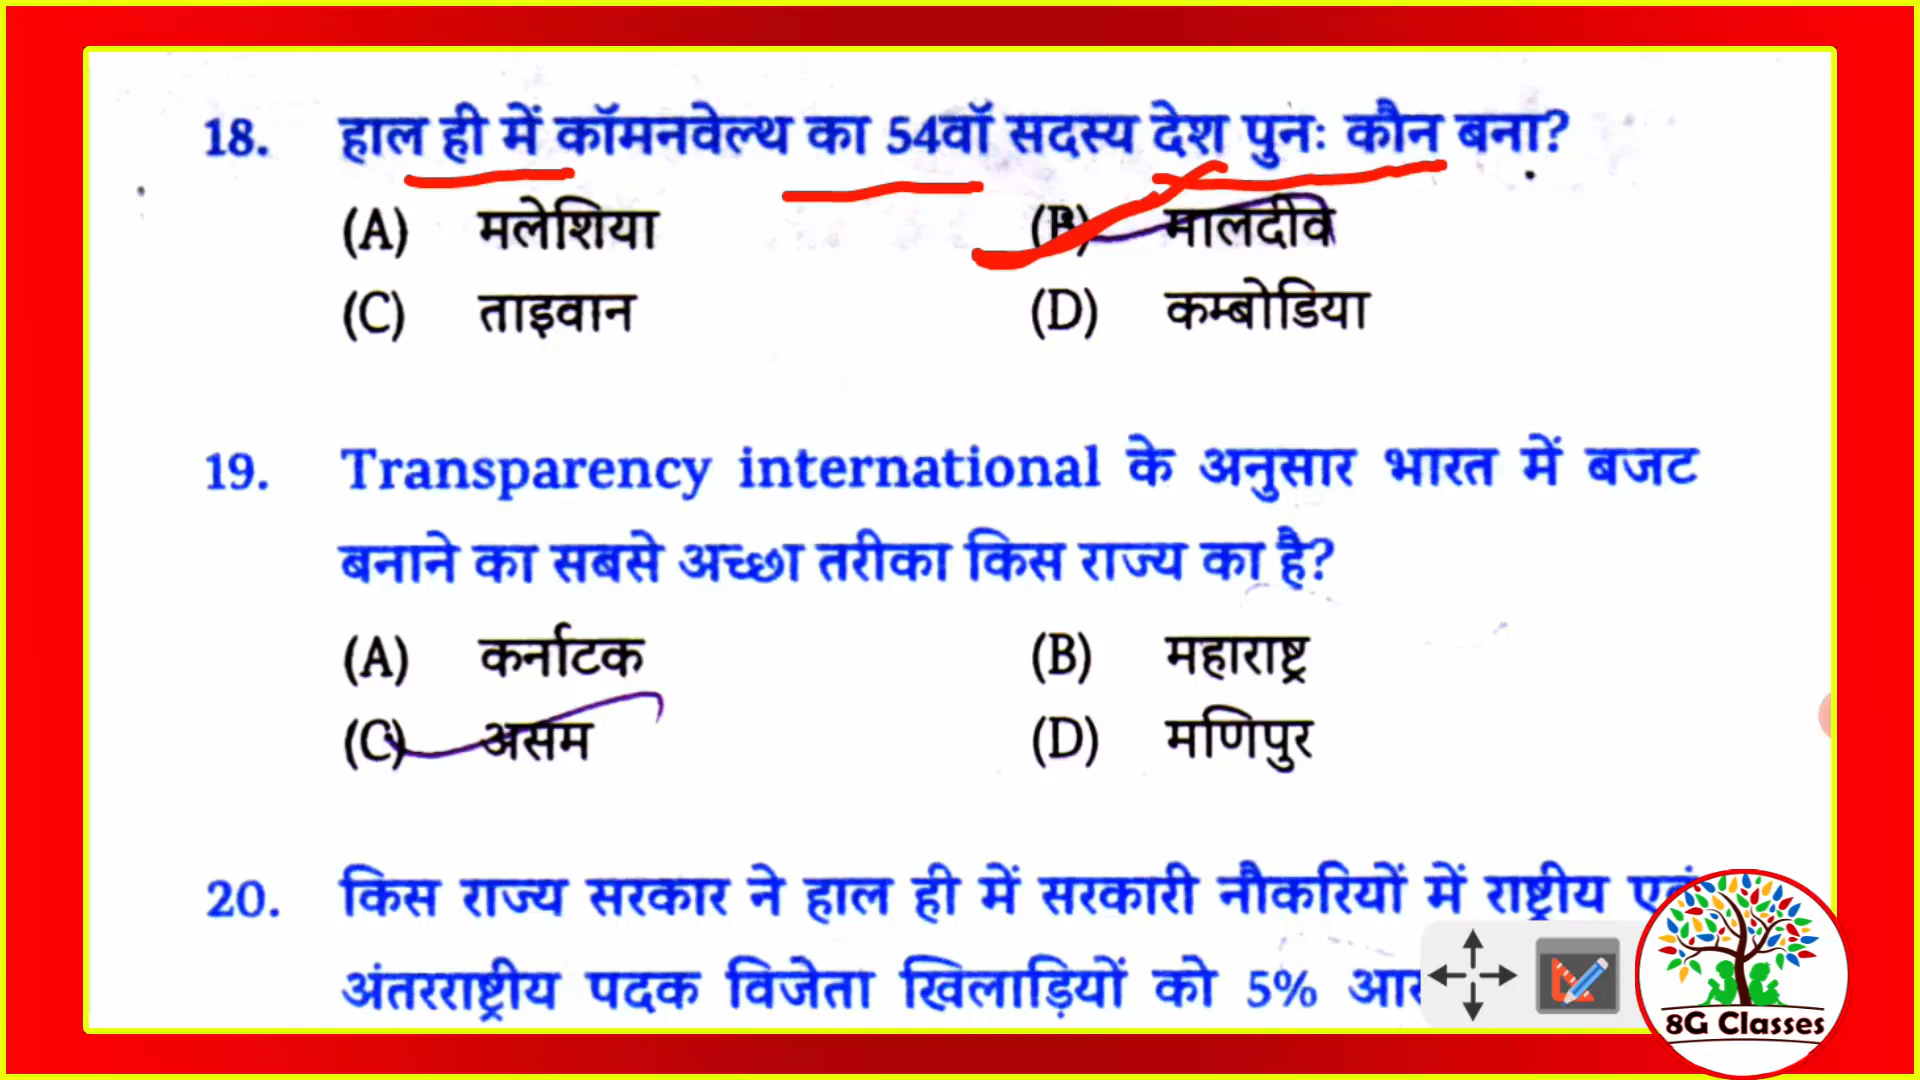 18. हाल ही में कॉमनवेल्थ का 54वॉ सदस्य देश पुनः कौन बना?
(A) मलेशिया (B) मालदीव
(C) ताइवान (D) कम्बोडिया
19. Transparency international के अनुसार भारत में बजट
बनाने का सबसे अच्छा तरीका किस राज्य का है?
(A) कर्नाटक (B) महाराष्ट्र
(C) असम (D) मणिपुर
20. किस राज्य सरकार ने हाल ही में सरकारी नौकरियों में राष्ट्रीय एवं
अंतरराष्ट्रीय पदक विजेता खिलाड़ियों को 5%
8G Classes